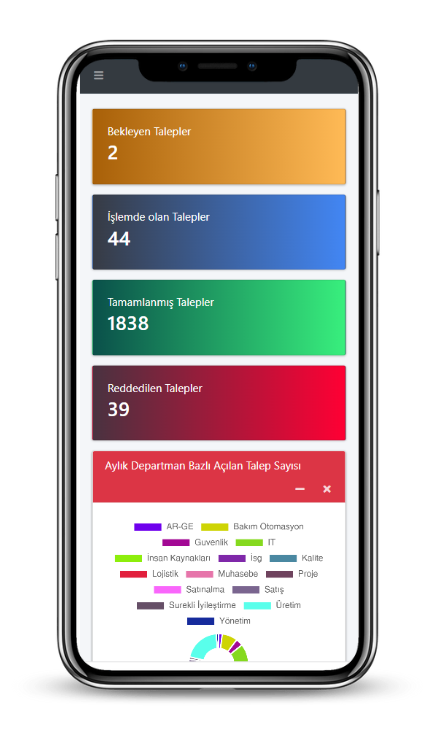 Bekleyen Talepler
2
İşlemde olan Talepler
44
Tamamlanmış Talepler
1838
Reddedilen Talepler
39
Aylık Departman Bazlı Açılan Talep Sayısı
AR-GE Bakım Otomasyon
Guvenlik IT
İnsan Kaynakları İsg Kalite
Lojistik Muhasebe Proje
Satınalma Satış
Surekli İyileştirme Üretim
Yönetim